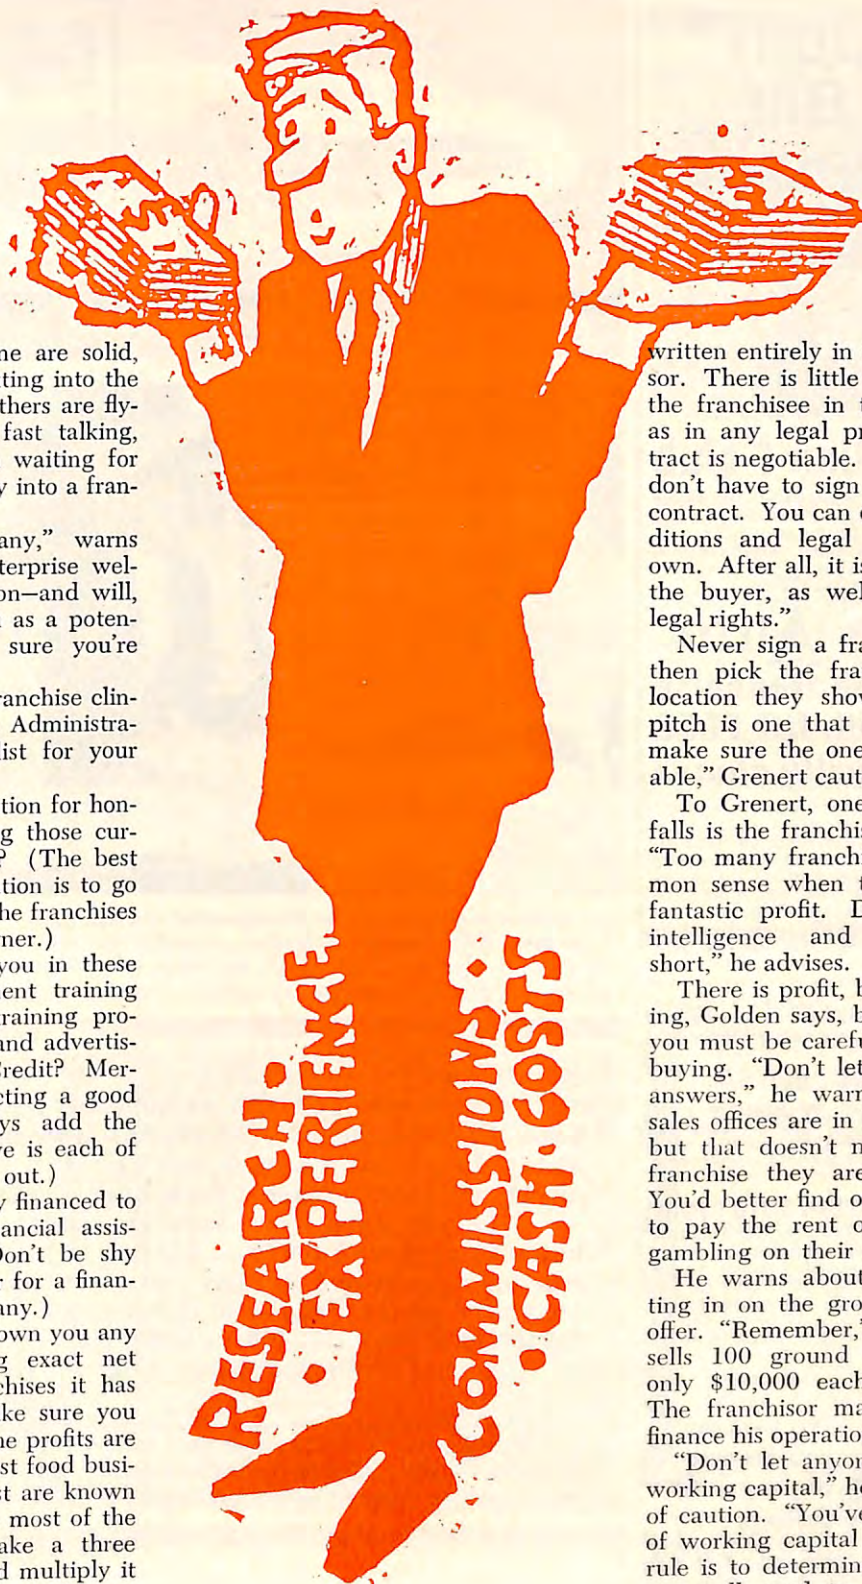 ne are solid,
ting into the
thers are fly-
fast talking,
waiting for
y into a fran-
any,” warns
terprise wel-
on—and will,
as a poten-
sure you're
ranchise clin-
Administra-
list for your
tion for hon-
g those cur-
? (The best
tion is to go
he franchises
ner.)
you in these
ent training
raining pro-
and advertis-
Credit? Mer-
cting a good
ys add the
e is each of
out.)
y financed to
ancial assis-
Don't be shy
r for a finan-
any.)
own you any
g exact net
chises it has
ke sure you
he profits are
st food busi-
st are known
most of the
ake a three
d multiply it
RESEARCH ·
· EXPERIENCE
COMMISSIONS ·
· CASH · COSTS
written entirely in
sor. There is little
the franchisee in t
as in any legal pr
tract is negotiable.
don't have to sign
contract. You can
ditions and legal
own. After all, it is
the buyer, as wel
legal rights.”
Never sign a fra
then pick the fra
location they show
pitch is one that
make sure the one
able,” Grenert caut
To Grenert, one
falls is the franchis
“Too many franchi
mon sense when t
fantastic profit. D
intelligence and
short,” he advises.
There is profit, b
ing, Golden says, b
you must be carefu
buying. “Don't let
answers,” he warn
sales offices are in
but that doesn't n
franchise they are
You'd better find o
to pay the rent o
gambling on their
He warns about
ting in on the gro
offer. “Remember,”
sells 100 ground
only $10,000 each
The franchisor ma
finance his operatio
“Don't let anyon
working capital,” he
of caution. “You've
of working capital
rule is to determin